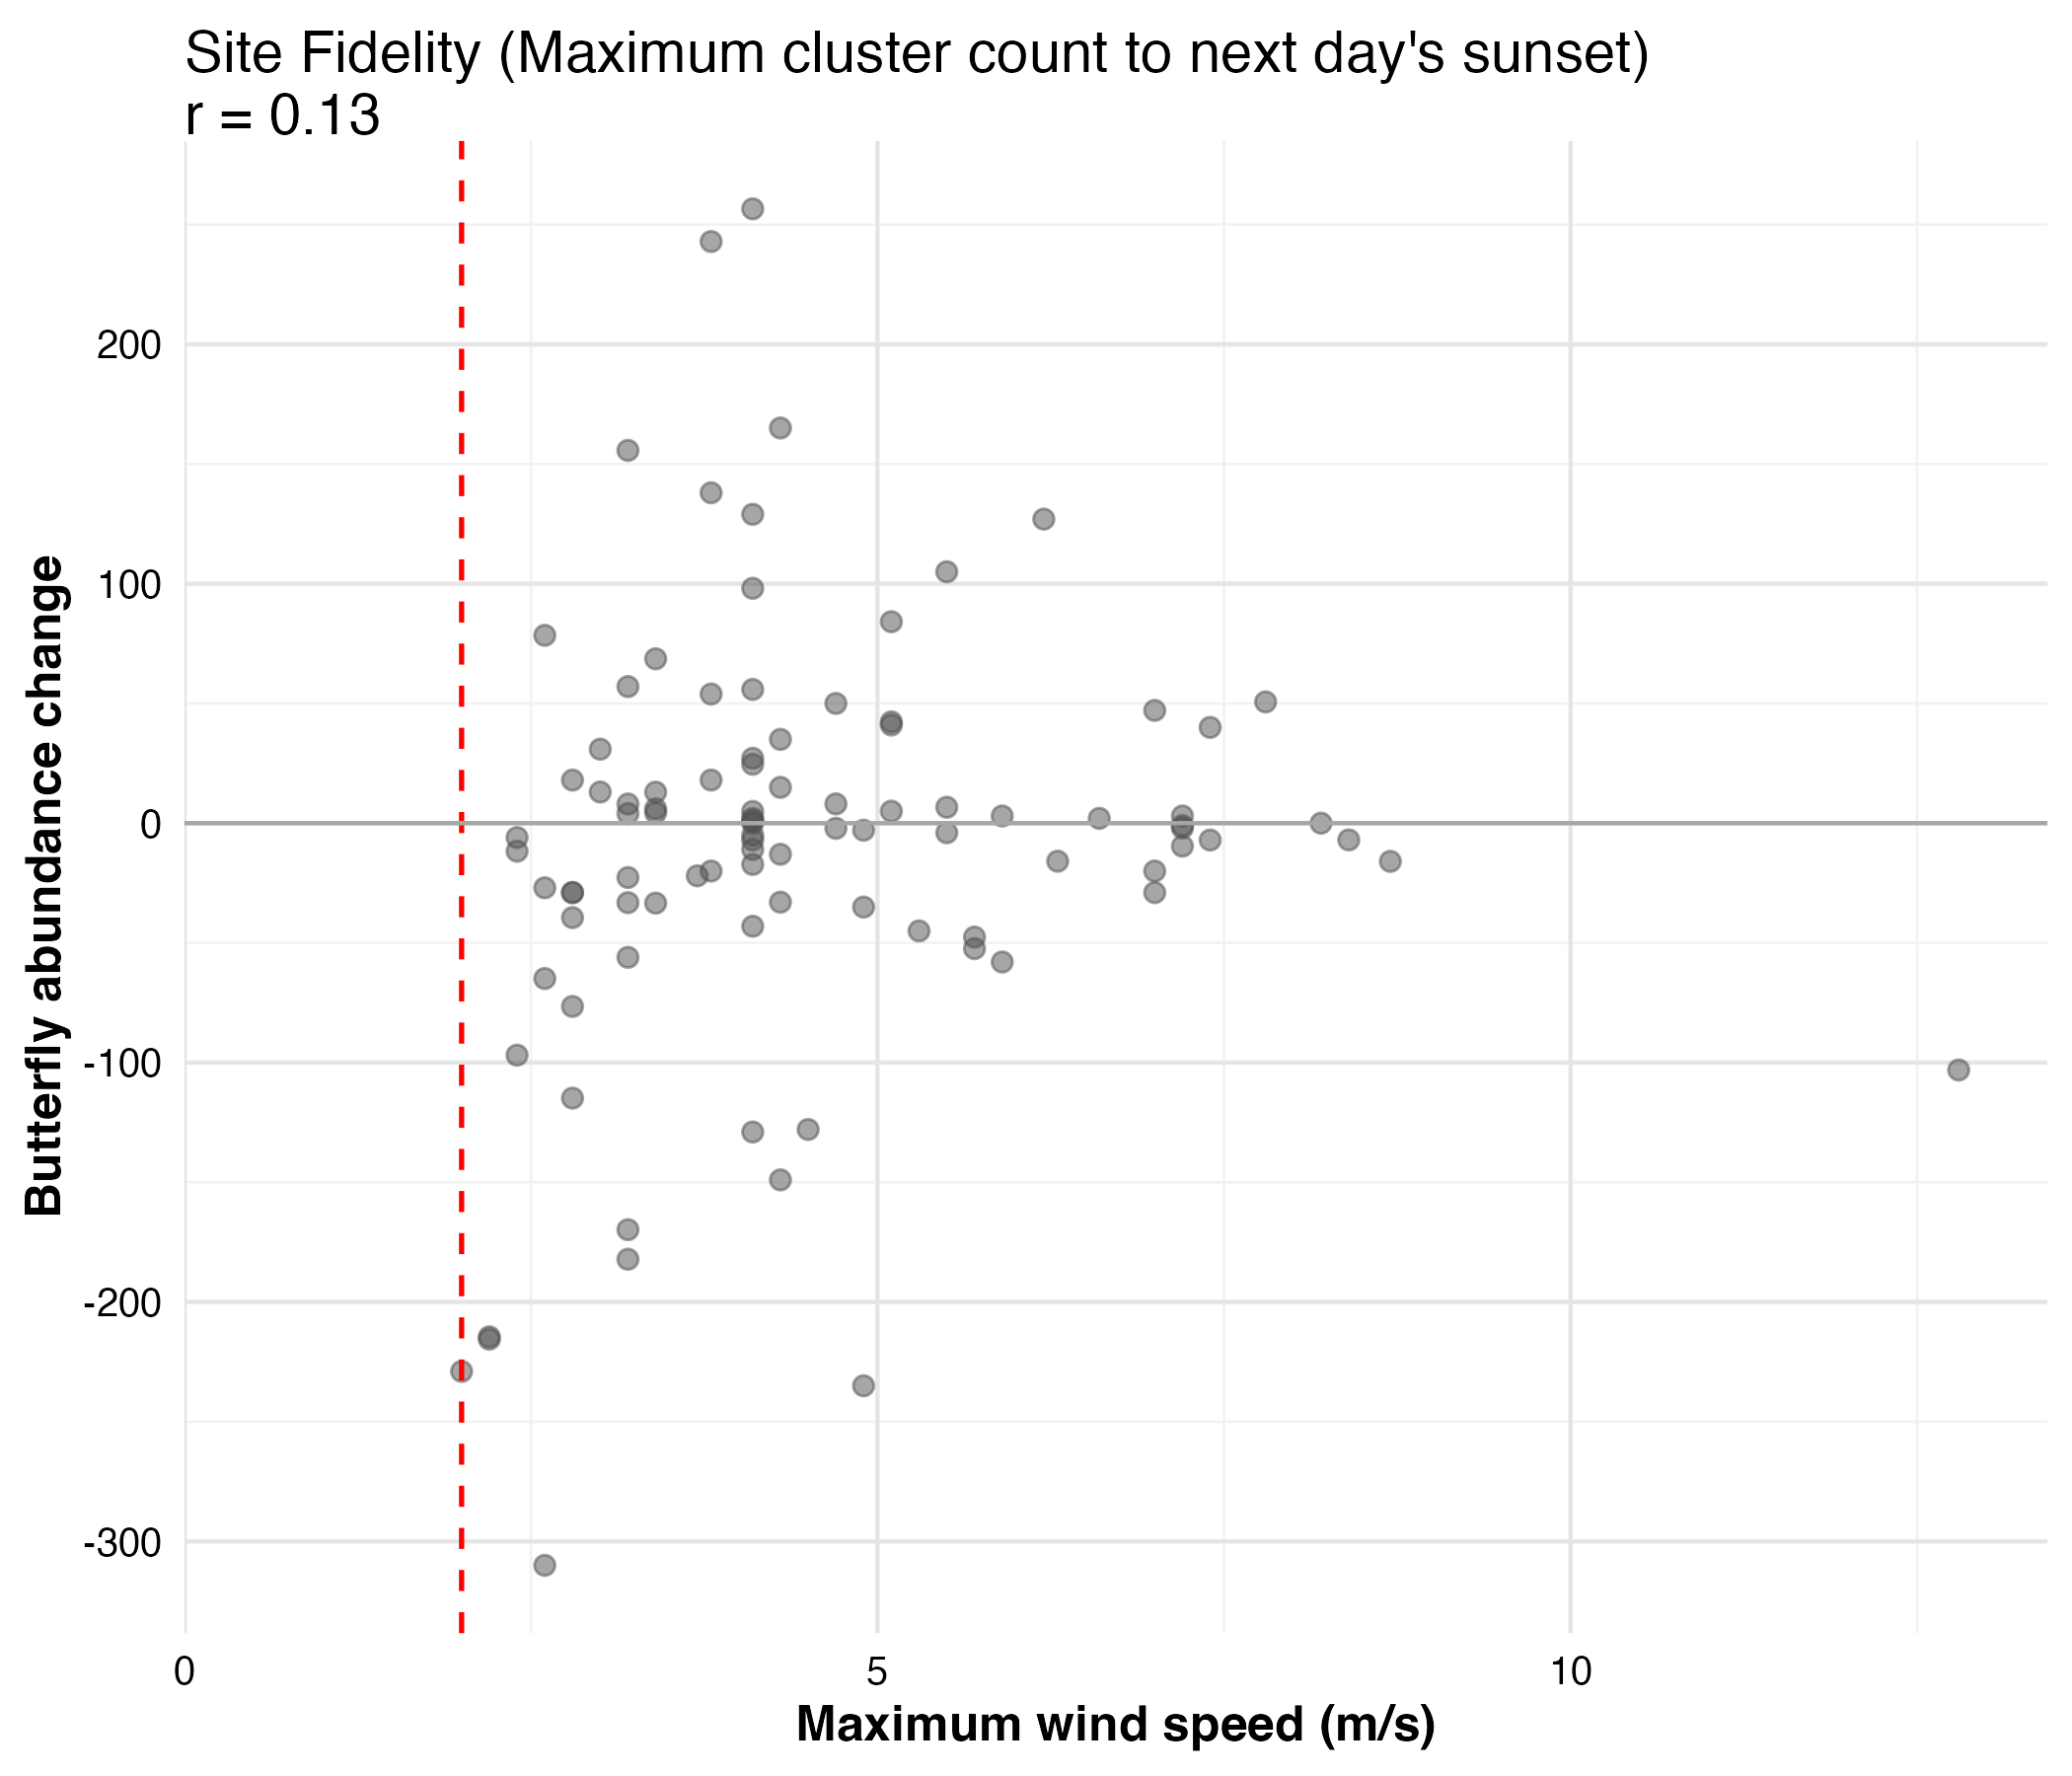 Site Fidelity (Maximum cluster count to next day's sunset)
r = 0.13
Butterfly abundance change
200
100
0
-100
-200
-300
0
5
10
Maximum wind speed (m/s)